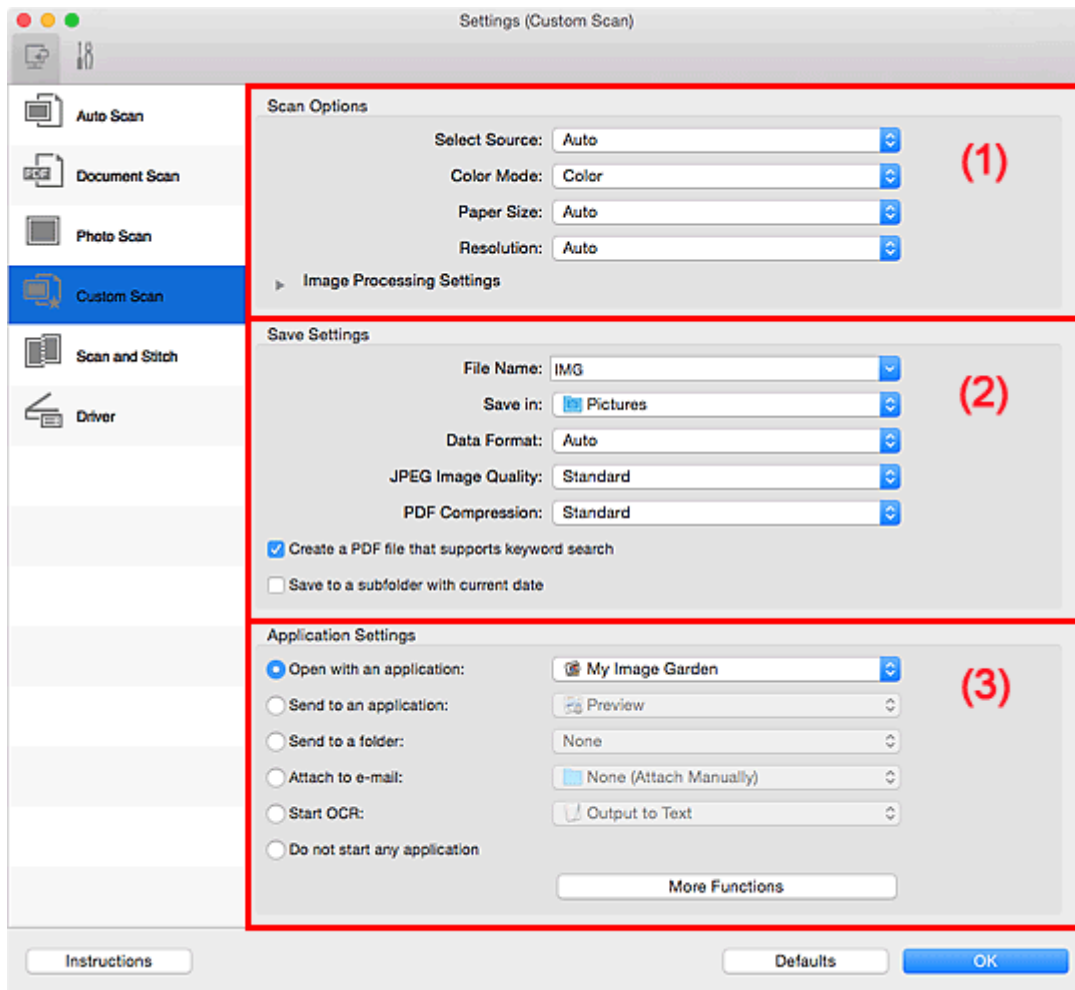 Settings (Custom Scan)
Auto Scan
Document Scan
Photo Scan
Custom Scan
Scan and Stitch
Driver
Scan Options
Select Source: Auto
Color Mode: Color
Paper Size: Auto
Resolution: Auto
Image Processing Settings
(1)
Save Settings
File Name: IMG
Save in: Pictures
Data Format: Auto
JPEG Image Quality: Standard
PDF Compression: Standard
Create a PDF file that supports keyword search
Save to a subfolder with current date
(2)
Application Settings
Open with an application: My Image Garden
Send to an application: Preview
Send to a folder: None
Attach to e-mail: None (Attach Manually)
Start OCR: Output to Text
Do not start any application
More Functions
(3)
Instructions
Defaults
OK